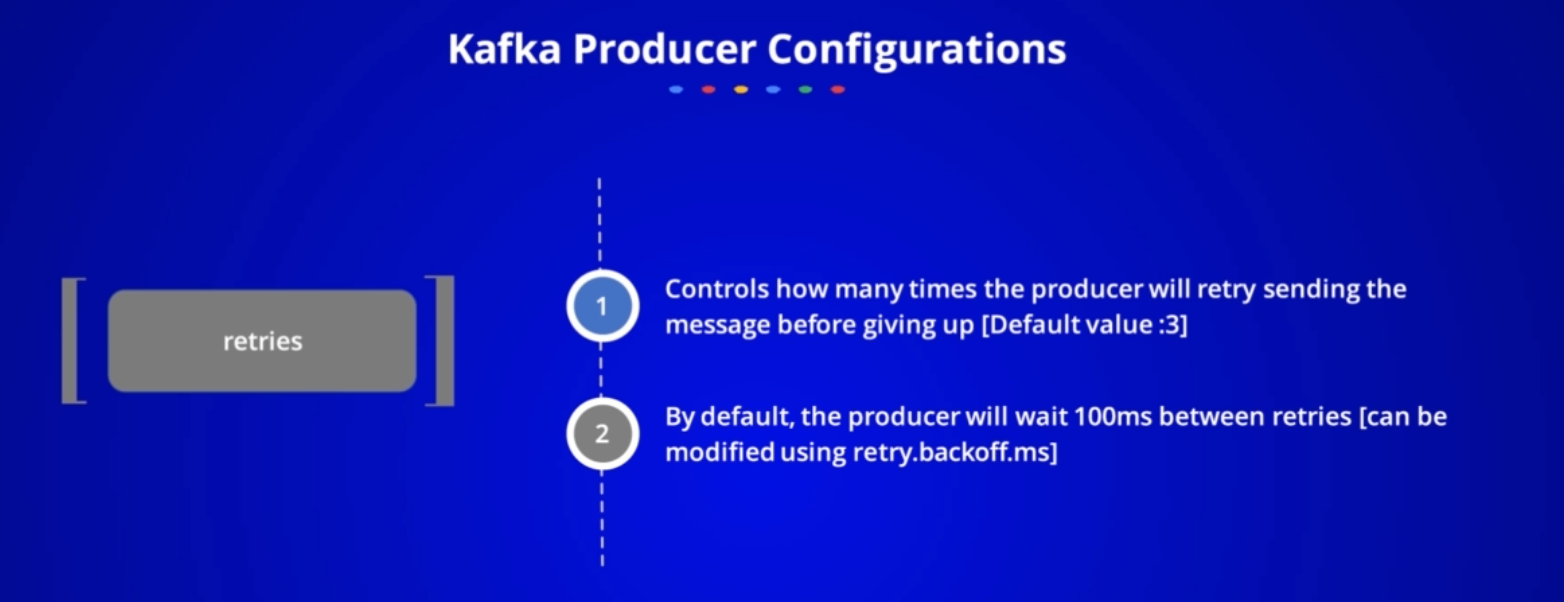 Kafka Producer Configurations
retries
1
Controls how many times the producer will retry sending the
message before giving up [Default value :3]
2
By default, the producer will wait 100ms between retries [can be
modified using retry.backoff.ms]